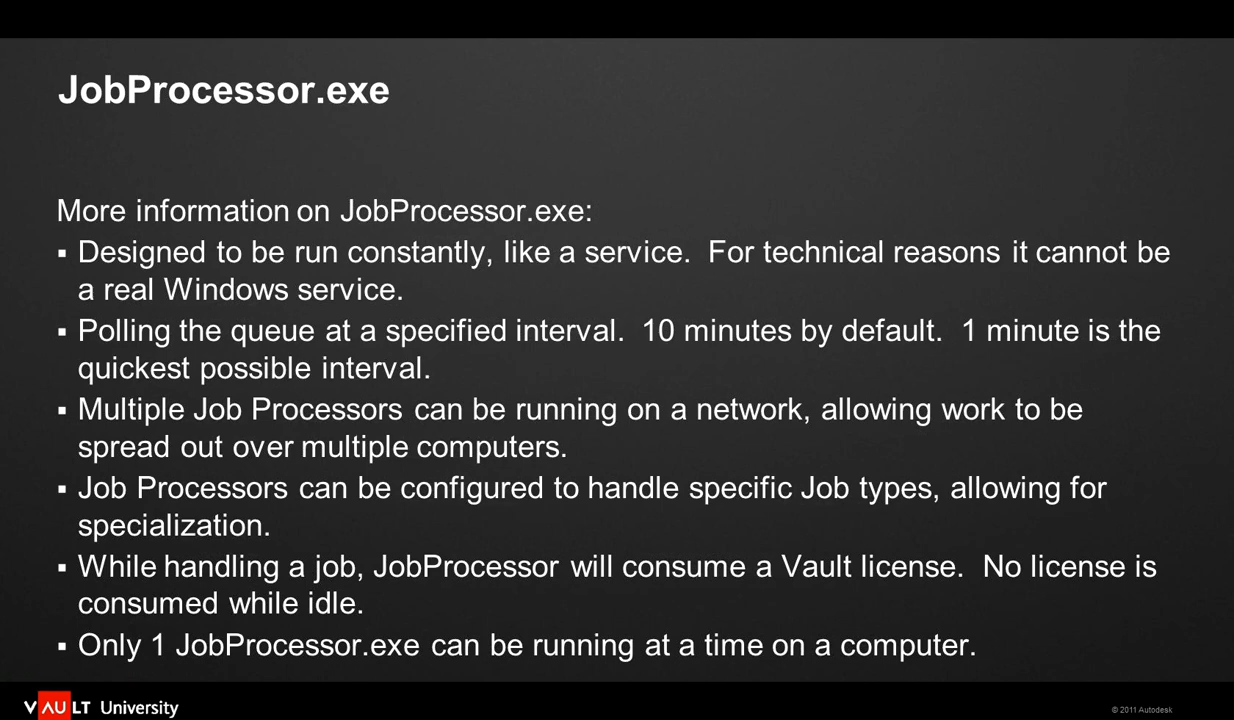 JobProcessor.exe
More information on JobProcessor.exe:
▪ Designed to be run constantly, like a service.  For technical reasons it cannot be
a real Windows service.
▪ Polling the queue at a specified interval.  10 minutes by default.  1 minute is the
quickest possible interval.
▪ Multiple Job Processors can be running on a network, allowing work to be
spread out over multiple computers.
▪ Job Processors can be configured to handle specific Job types, allowing for
specialization.
▪ While handling a job, JobProcessor will consume a Vault license.  No license is
consumed while idle.
▪ Only 1 JobProcessor.exe can be running at a time on a computer.
VAULT University
© 2011 Autodesk